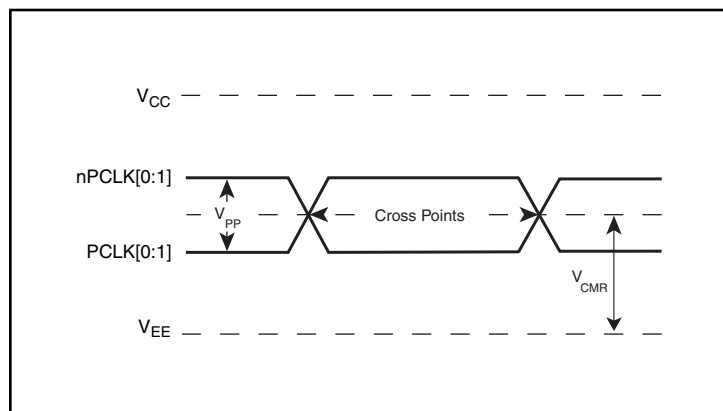 VCC
nPCLK[0:1]
VPP
Cross Points
PCLK[0:1]
VCMR
VEE